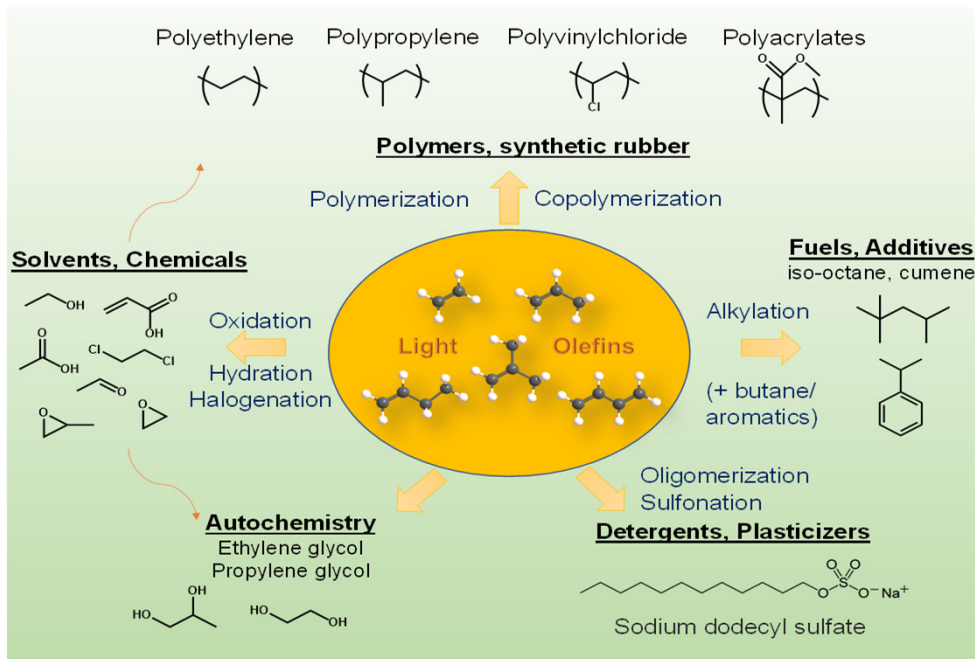 Polyethylene
Polypropylene
Polyvinylchloride
Polyacrylates
O
O
Cl
Polymers, synthetic rubber
Polymerization
Copolymerization
Solvents, Chemicals
OH
O
OH
O
OH
Cl
Cl
O
O
O
Oxidation
Hydration
Halogenation
Light
Olefins
Fuels, Additives
iso-octane, cumene
Alkylation
(+ butane/
aromatics)
Oligomerization
Sulfonation
Autochemistry
Ethylene glycol
Propylene glycol
OH
HO
HO
OH
Detergents, Plasticizers
O
O
S
O
O⁻Na⁺
Sodium dodecyl sulfate